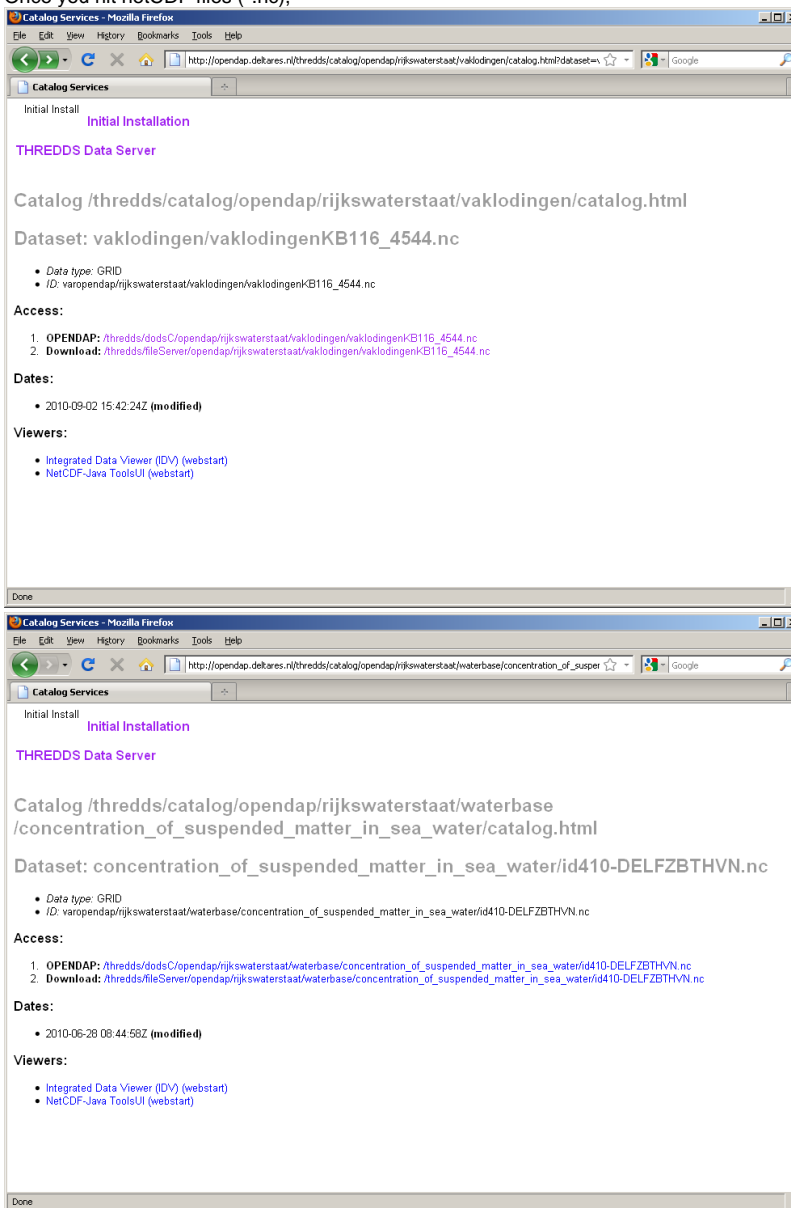 Once you hit netCDF files (*.nc),
Catalog Services - Mozilla Firefox
File Edit View History Bookmarks Tools Help
http://opendap.deltares.nl/thredds/catalog/opendap/rijkswaterstaat/vaklodingen/catalog.html?dataset=v
Google
Catalog Services
Initial Install
Initial Installation
THREDDS Data Server
Catalog /thredds/catalog/opendap/rijkswaterstaat/vaklodingen/catalog.html
Dataset: vaklodingen/vaklodingenKB116_4544.nc
• Data type: GRID
• ID: varopendap/rijkswaterstaat/vaklodingen/vaklodingenKB116_4544.nc
Access:
1. OPENDAP: /thredds/dodsC/opendap/rijkswaterstaat/vaklodingen/vaklodingenKB116_4544.nc
2. Download: /thredds/fileServer/opendap/rijkswaterstaat/vaklodingen/vaklodingenKB116_4544.nc
Dates:
• 2010-09-02 15:42:24Z (modified)
Viewers:
• Integrated Data Viewer (IDV) (webstart)
• NetCDF-Java ToolsUI (webstart)
Done
Catalog Services - Mozilla Firefox
File Edit View History Bookmarks Tools Help
http://opendap.deltares.nl/thredds/catalog/opendap/rijkswaterstaat/waterbase/concentration_of_susper
Google
Catalog Services
Initial Install
Initial Installation
THREDDS Data Server
Catalog /thredds/catalog/opendap/rijkswaterstaat/waterbase
/concentration_of_suspended_matter_in_sea_water/catalog.html
Dataset: concentration_of_suspended_matter_in_sea_water/id410-DELFZBTHVN.nc
• Data type: GRID
• ID: varopendap/rijkswaterstaat/waterbase/concentration_of_suspended_matter_in_sea_water/id410-DELFZBTHVN.nc
Access:
1. OPENDAP: /thredds/dodsC/opendap/rijkswaterstaat/waterbase/concentration_of_suspended_matter_in_sea_water/id410-DELFZBTHVN.nc
2. Download: /thredds/fileServer/opendap/rijkswaterstaat/waterbase/concentration_of_suspended_matter_in_sea_water/id410-DELFZBTHVN.nc
Dates:
• 2010-06-28 08:44:58Z (modified)
Viewers:
• Integrated Data Viewer (IDV) (webstart)
• NetCDF-Java ToolsUI (webstart)
Done